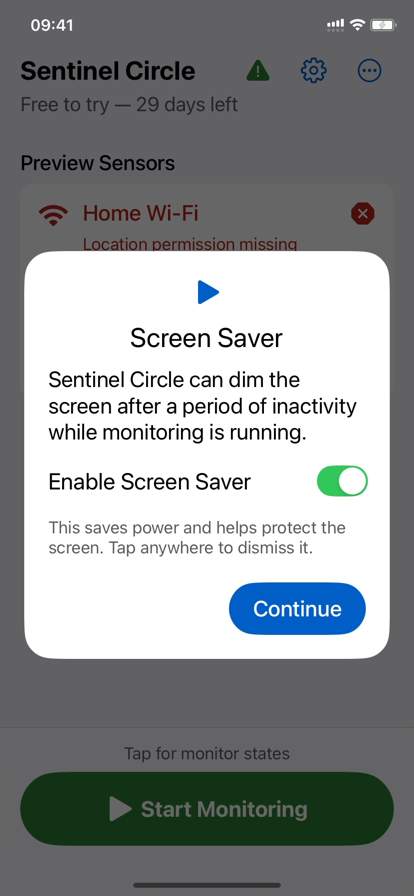 09:41
Sentinel Circle
Free to try — 29 days left
Preview Sensors
Home Wi-Fi
Location permission missing
Screen Saver
Sentinel Circle can dim the
screen after a period of inactivity
while monitoring is running.
Enable Screen Saver
This saves power and helps protect the
screen. Tap anywhere to dismiss it.
Continue
Tap for monitor states
Start Monitoring